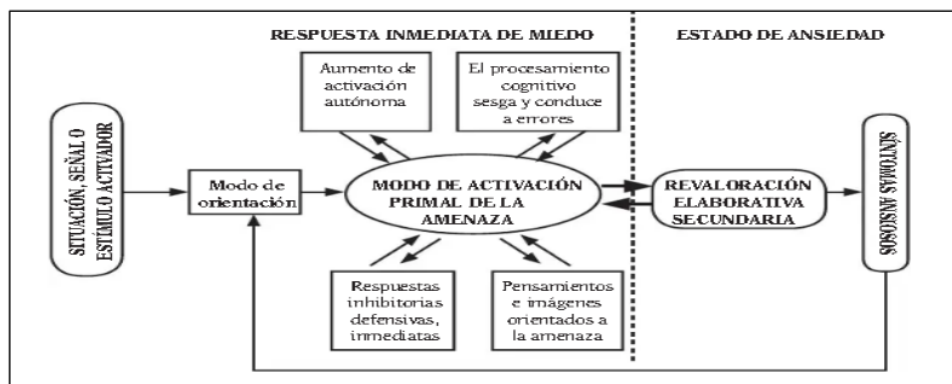 RESPUESTA INMEDIATA DE MIEDO
ESTADO DE ANSIEDAD
Aumento de
activación
autónoma
El procesamiento
cognitivo
sesga y conduce
a errores
SITUACIÓN, SEÑAL O
ESTÍMULO ACTIVADOR
Modo de
orientación
MODO DE ACTIVACIÓN
PRIMAL DE LA
AMENAZA
REVALORACIÓN
ELABORATIVA
SECUNDARIA
SÍNTOMAS ANSIOSOS
Respuestas
inhibitorias
defensivas,
inmediatas
Pensamientos
e imágenes
orientados a
la amenaza